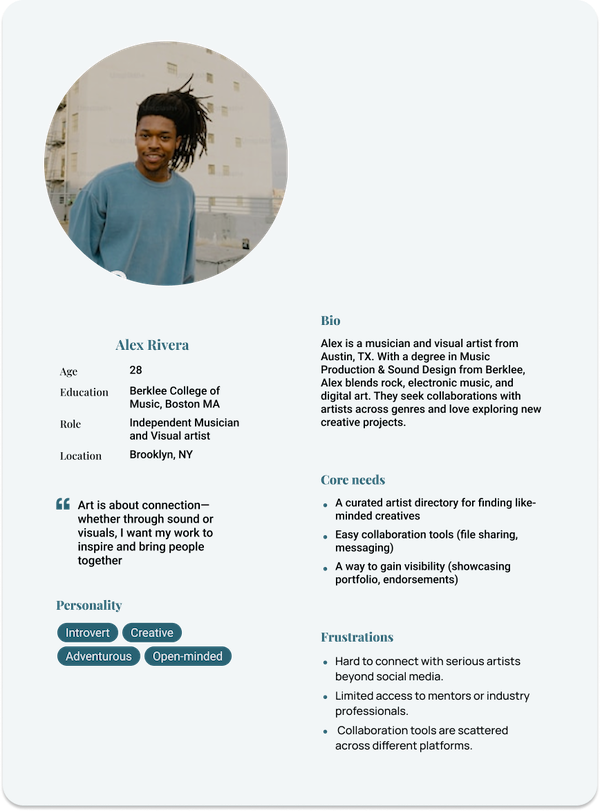 Alex Rivera
Age 28
Education Berklee College of
Music, Boston MA
Role Independent Musician
and Visual artist
Location Brooklyn, NY
“ Art is about connection—
whether through sound or
visuals, I want my work to
inspire and bring people
together
Personality
Introvert Creative
Adventurous Open-minded
Bio
Alex is a musician and visual artist from
Austin, TX. With a degree in Music
Production & Sound Design from Berklee,
Alex blends rock, electronic music, and
digital art. They seek collaborations with
artists across genres and love exploring new
creative projects.
Core needs
• A curated artist directory for finding like-
minded creatives
• Easy collaboration tools (file sharing,
messaging)
• A way to gain visibility (showcasing
portfolio, endorsements)
Frustrations
• Hard to connect with serious artists
beyond social media.
• Limited access to mentors or industry
professionals.
• Collaboration tools are scattered
across different platforms.